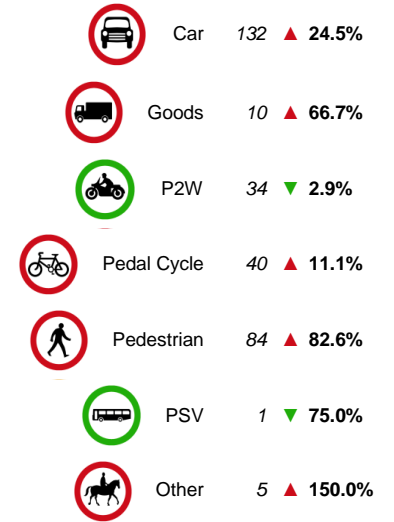 Car 132 ▲ 24.5%
Goods 10 ▲ 66.7%
P2W 34 ▼ 2.9%
Pedal Cycle 40 ▲ 11.1%
Pedestrian 84 ▲ 82.6%
PSV 1 ▼ 75.0%
Other 5 ▲ 150.0%